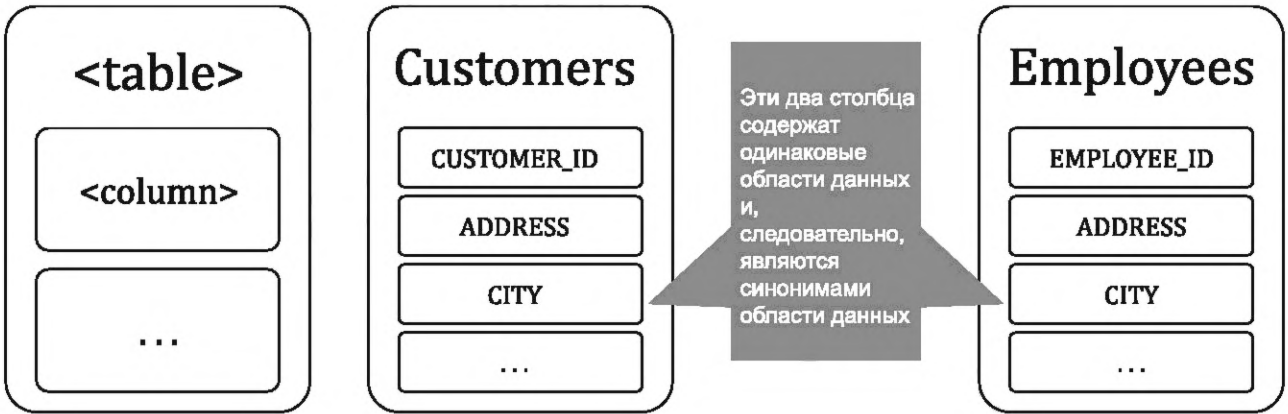 <table>
<column>
...
Customers
CUSTOMER_ID
ADDRESS
CITY
...
Эти два столбца
содержат
одинаковые
области данных
и,
следовательно,
являются
синонимами
области данных
Employees
EMPLOYEE_ID
ADDRESS
CITY
...